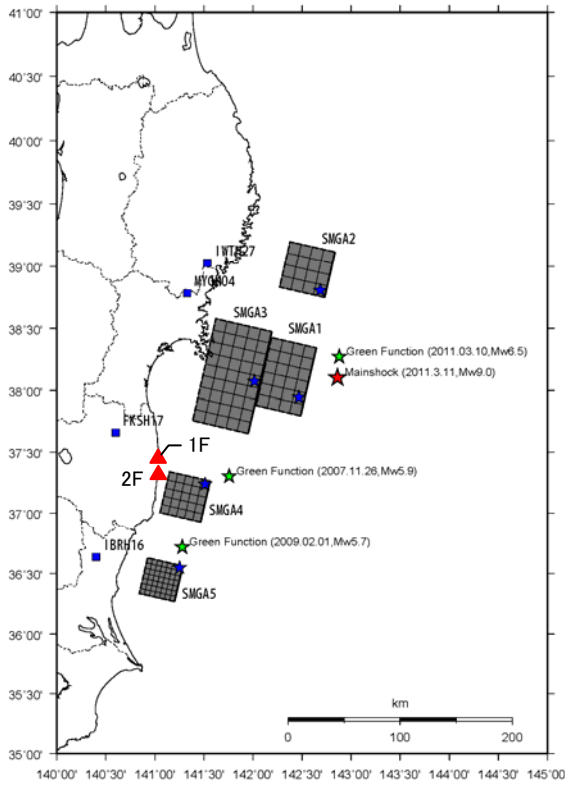 41°00'
40°30'
40°00'
39°30'
SMGA2
IWTH27
39°00'
MYGH04
SMGA3
38°30'
SMGA1
Green Function (2011.03.10,Mw6.5)
Mainshock (2011.3.11,Mw9.0)
38°00'
FKSH17
37°30'
1F
2F
Green Function (2007.11.26,Mw5.9)
37°00'
SMGA4
Green Function (2009.02.01,Mw5.7)
IBRH16
36°30'
SMGA5
36°00'
35°30'
km
0 100 200
35°00'
140°00' 140°30' 141°00' 141°30' 142°00' 142°30' 143°00' 143°30' 144°00' 144°30' 145°00'